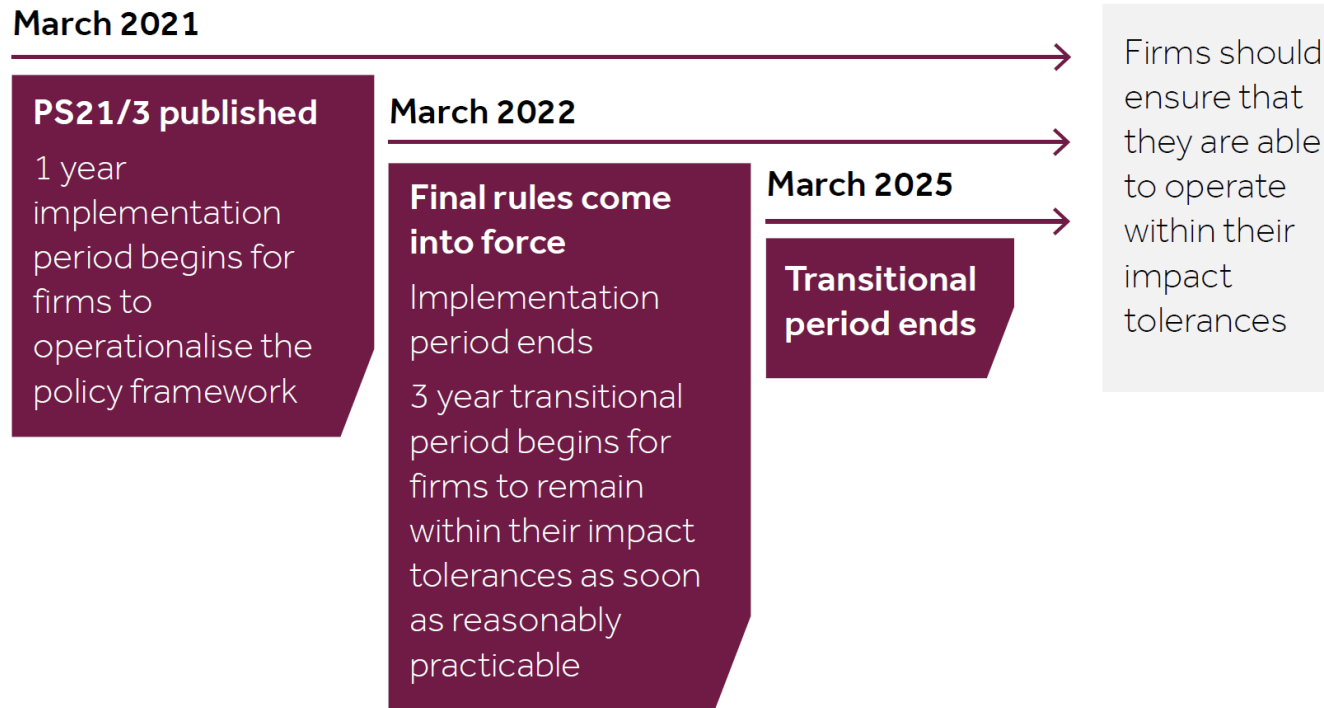 March 2021
PS21/3 published
1 year
implementation
period begins for
firms to
operationalise the
policy framework
March 2022
Final rules come
into force
Implementation
period ends
3 year transitional
period begins for
firms to remain
within their impact
tolerances as soon
as reasonably
practicable
March 2025
Transitional
period ends
Firms should
ensure that
they are able
to operate
within their
impact
tolerances